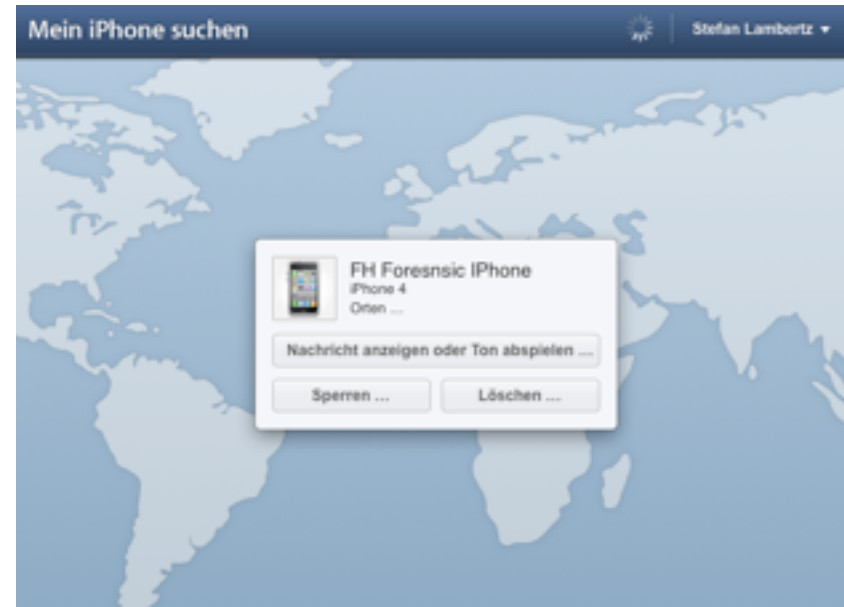 Mein iPhone suchen
Stefan Lambertz
FH Foresnsic IPhone
iPhone 4
Orten ...
Nachricht anzeigen oder Ton abspielen ...
Sperren ...
Löschen ...